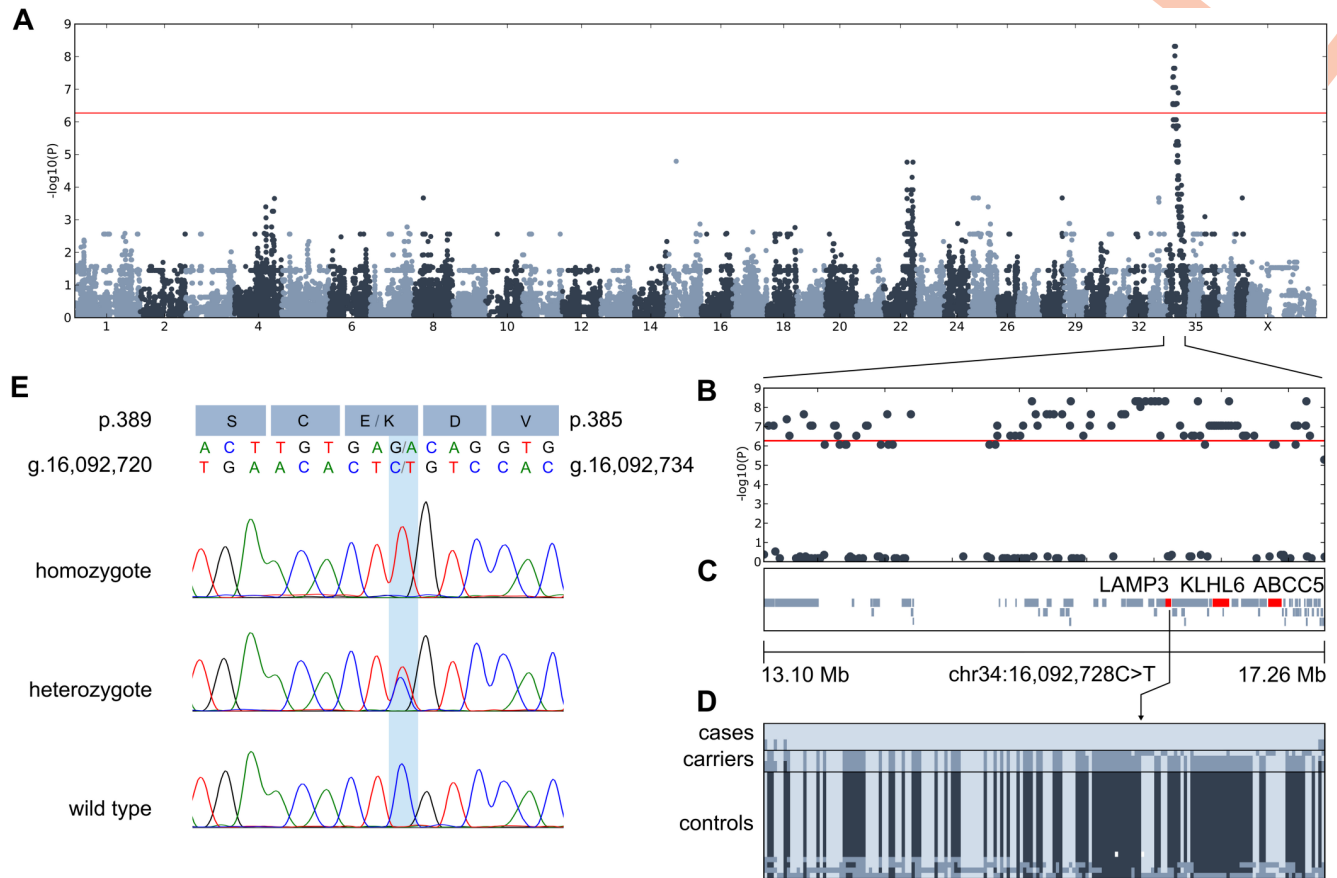 A
9
8
7
6
5
4
3
2
1
0
-log10(P)
1 2 4 6 8 10 12 14 16 18 20 22 24 26 29 32 35 X
E
p.389 S C E / K D V p.385
A C T T G T G A G/A C A G G T G
g.16,092,720 T G A A C A C T C/T G T C C A C g.16,092,734
homozygote
heterozygote
wild type
B
9
8
7
6
5
4
3
2
1
0
-log10(P)
C
LAMP3 KLHL6 ABCC5
13.10 Mb chr34:16,092,728C>T 17.26 Mb
D
cases
carriers
controls